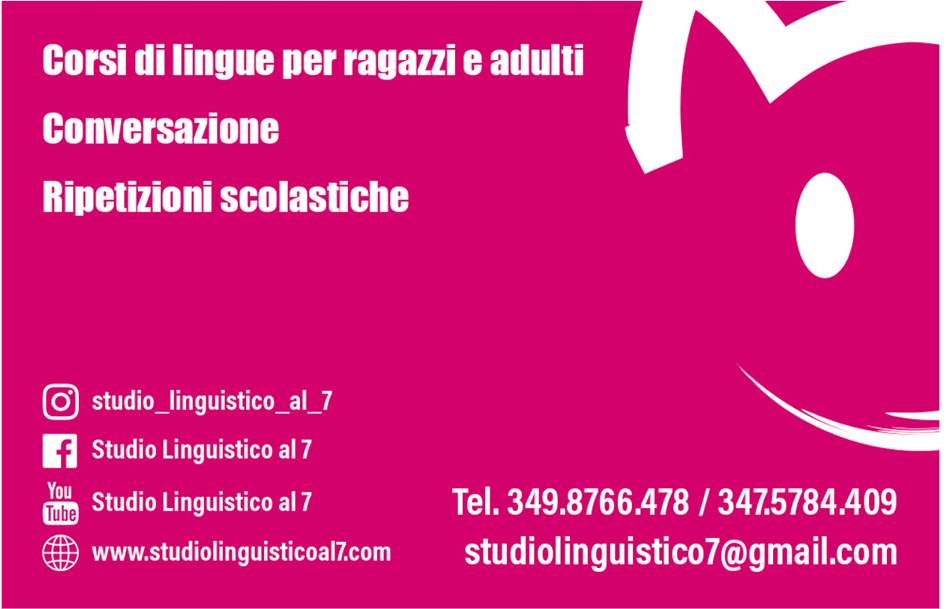 Corsi di lingue per ragazzi e adulti
Conversazione
Ripetizioni scolastiche
studio_linguistico_al_7
Studio Linguistico al 7
You Tube Studio Linguistico al 7
www.studiolinguisticoal7.com
Tel. 349.8766.478 / 347.5784.409
studiolinguistico7@gmail.com